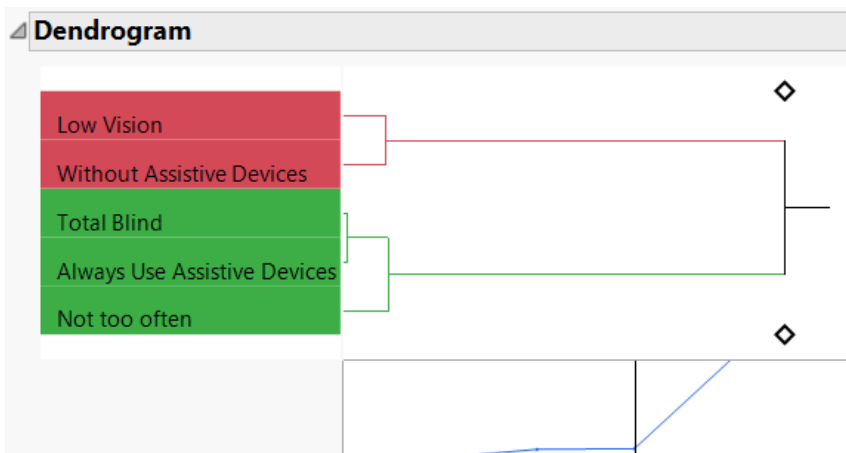 Dendrogram
Low Vision
Without Assistive Devices
Total Blind
Always Use Assistive Devices
Not too often